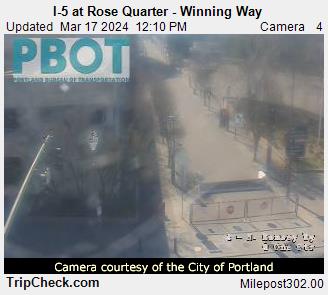 I-5 at Rose Quarter - Winning Way
Updated Mar 17 2024 12:10 PM Camera 4
PBOT
PORTLAND BUREAU OF TRANSPORTATION
Camera courtesy of the City of Portland
TripCheck.com Milepost302.00